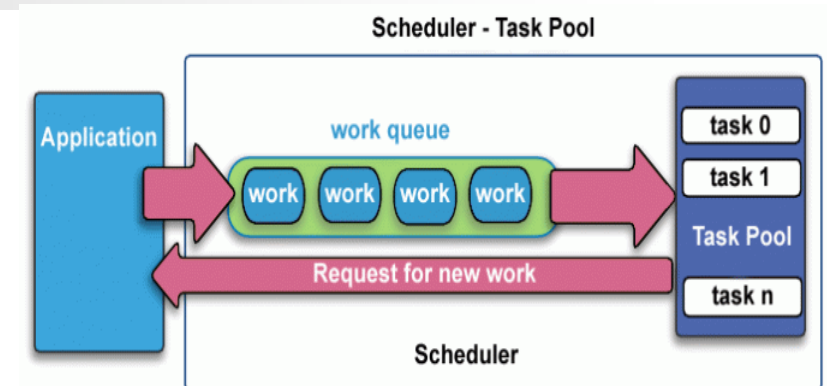 Scheduler - Task Pool
Application
work queue
work work work work
task 0
task 1
Task Pool
task n
Request for new work
Scheduler